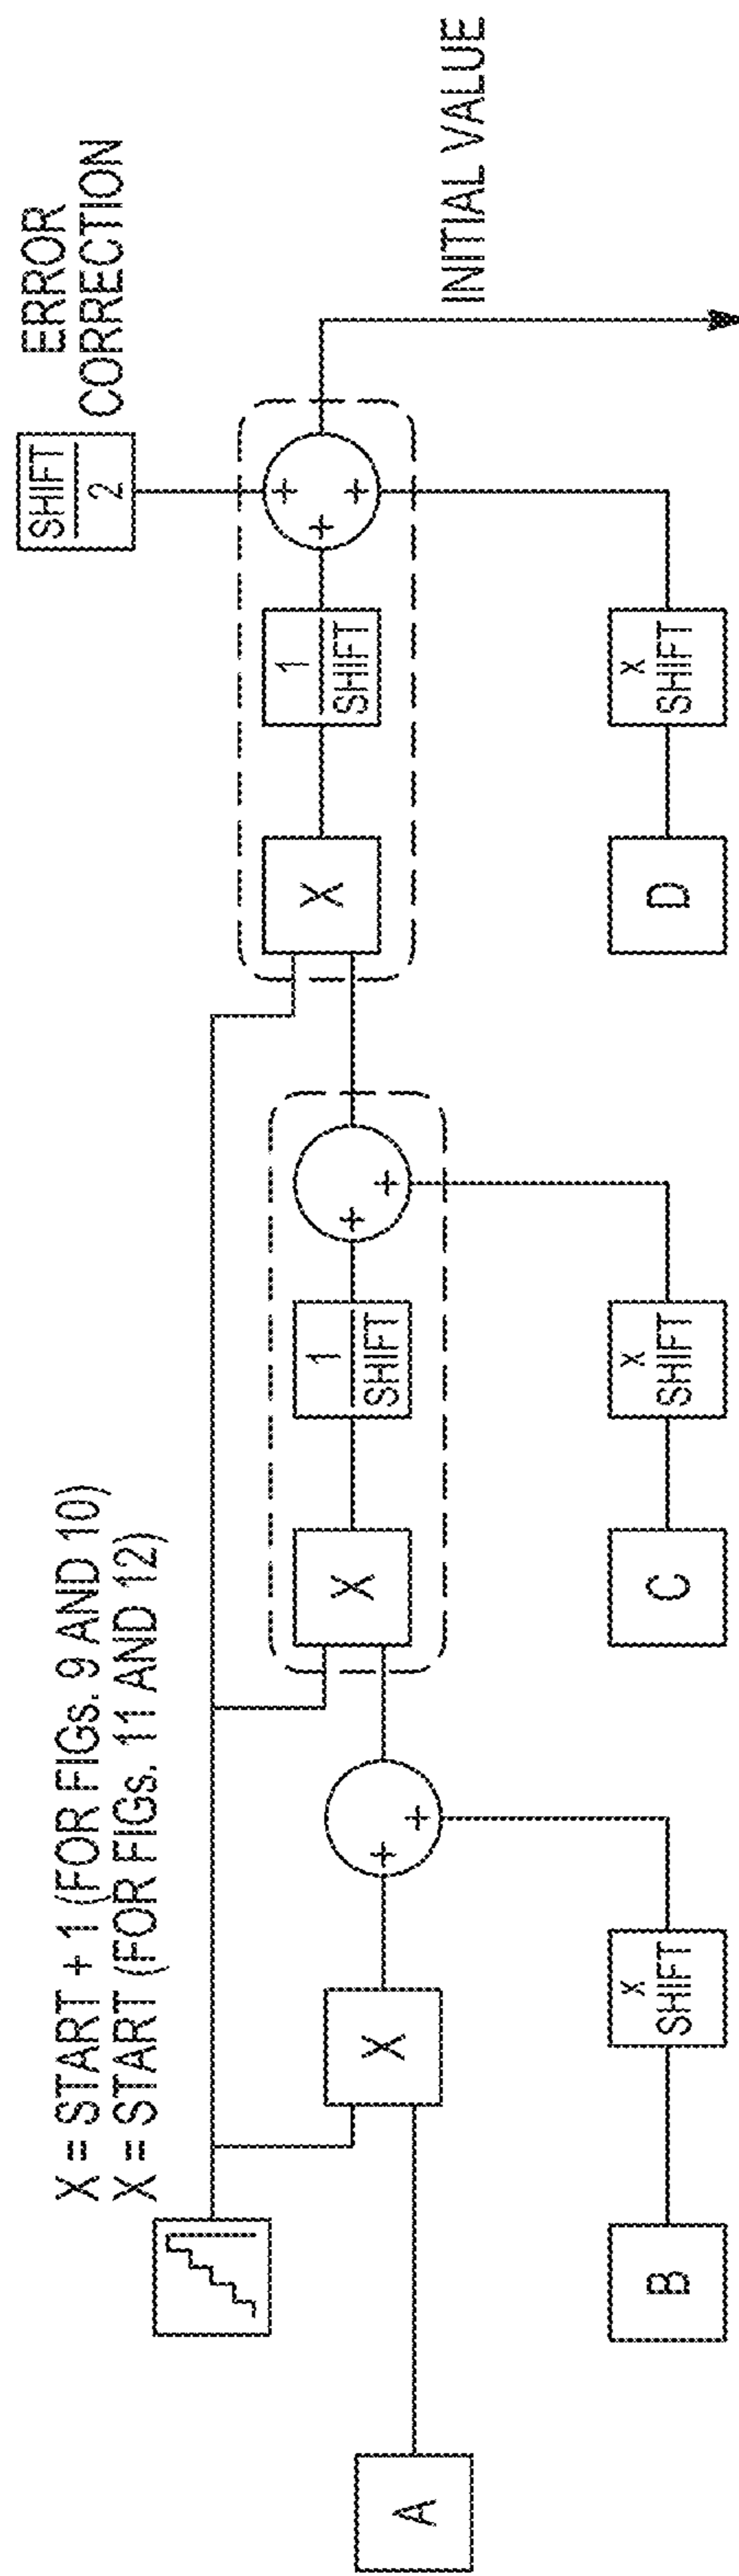 X = START + 1 (FOR FIGs. 9 AND 10)
X = START (FOR FIGs. 11 AND 12)
ERROR
CORRECTION
SHIFT
2
INITIAL VALUE
A
X
+
+
B
X
SHIFT
X
1
SHIFT
+
+
C
X
SHIFT
X
1
SHIFT
+
+
+
D
X
SHIFT